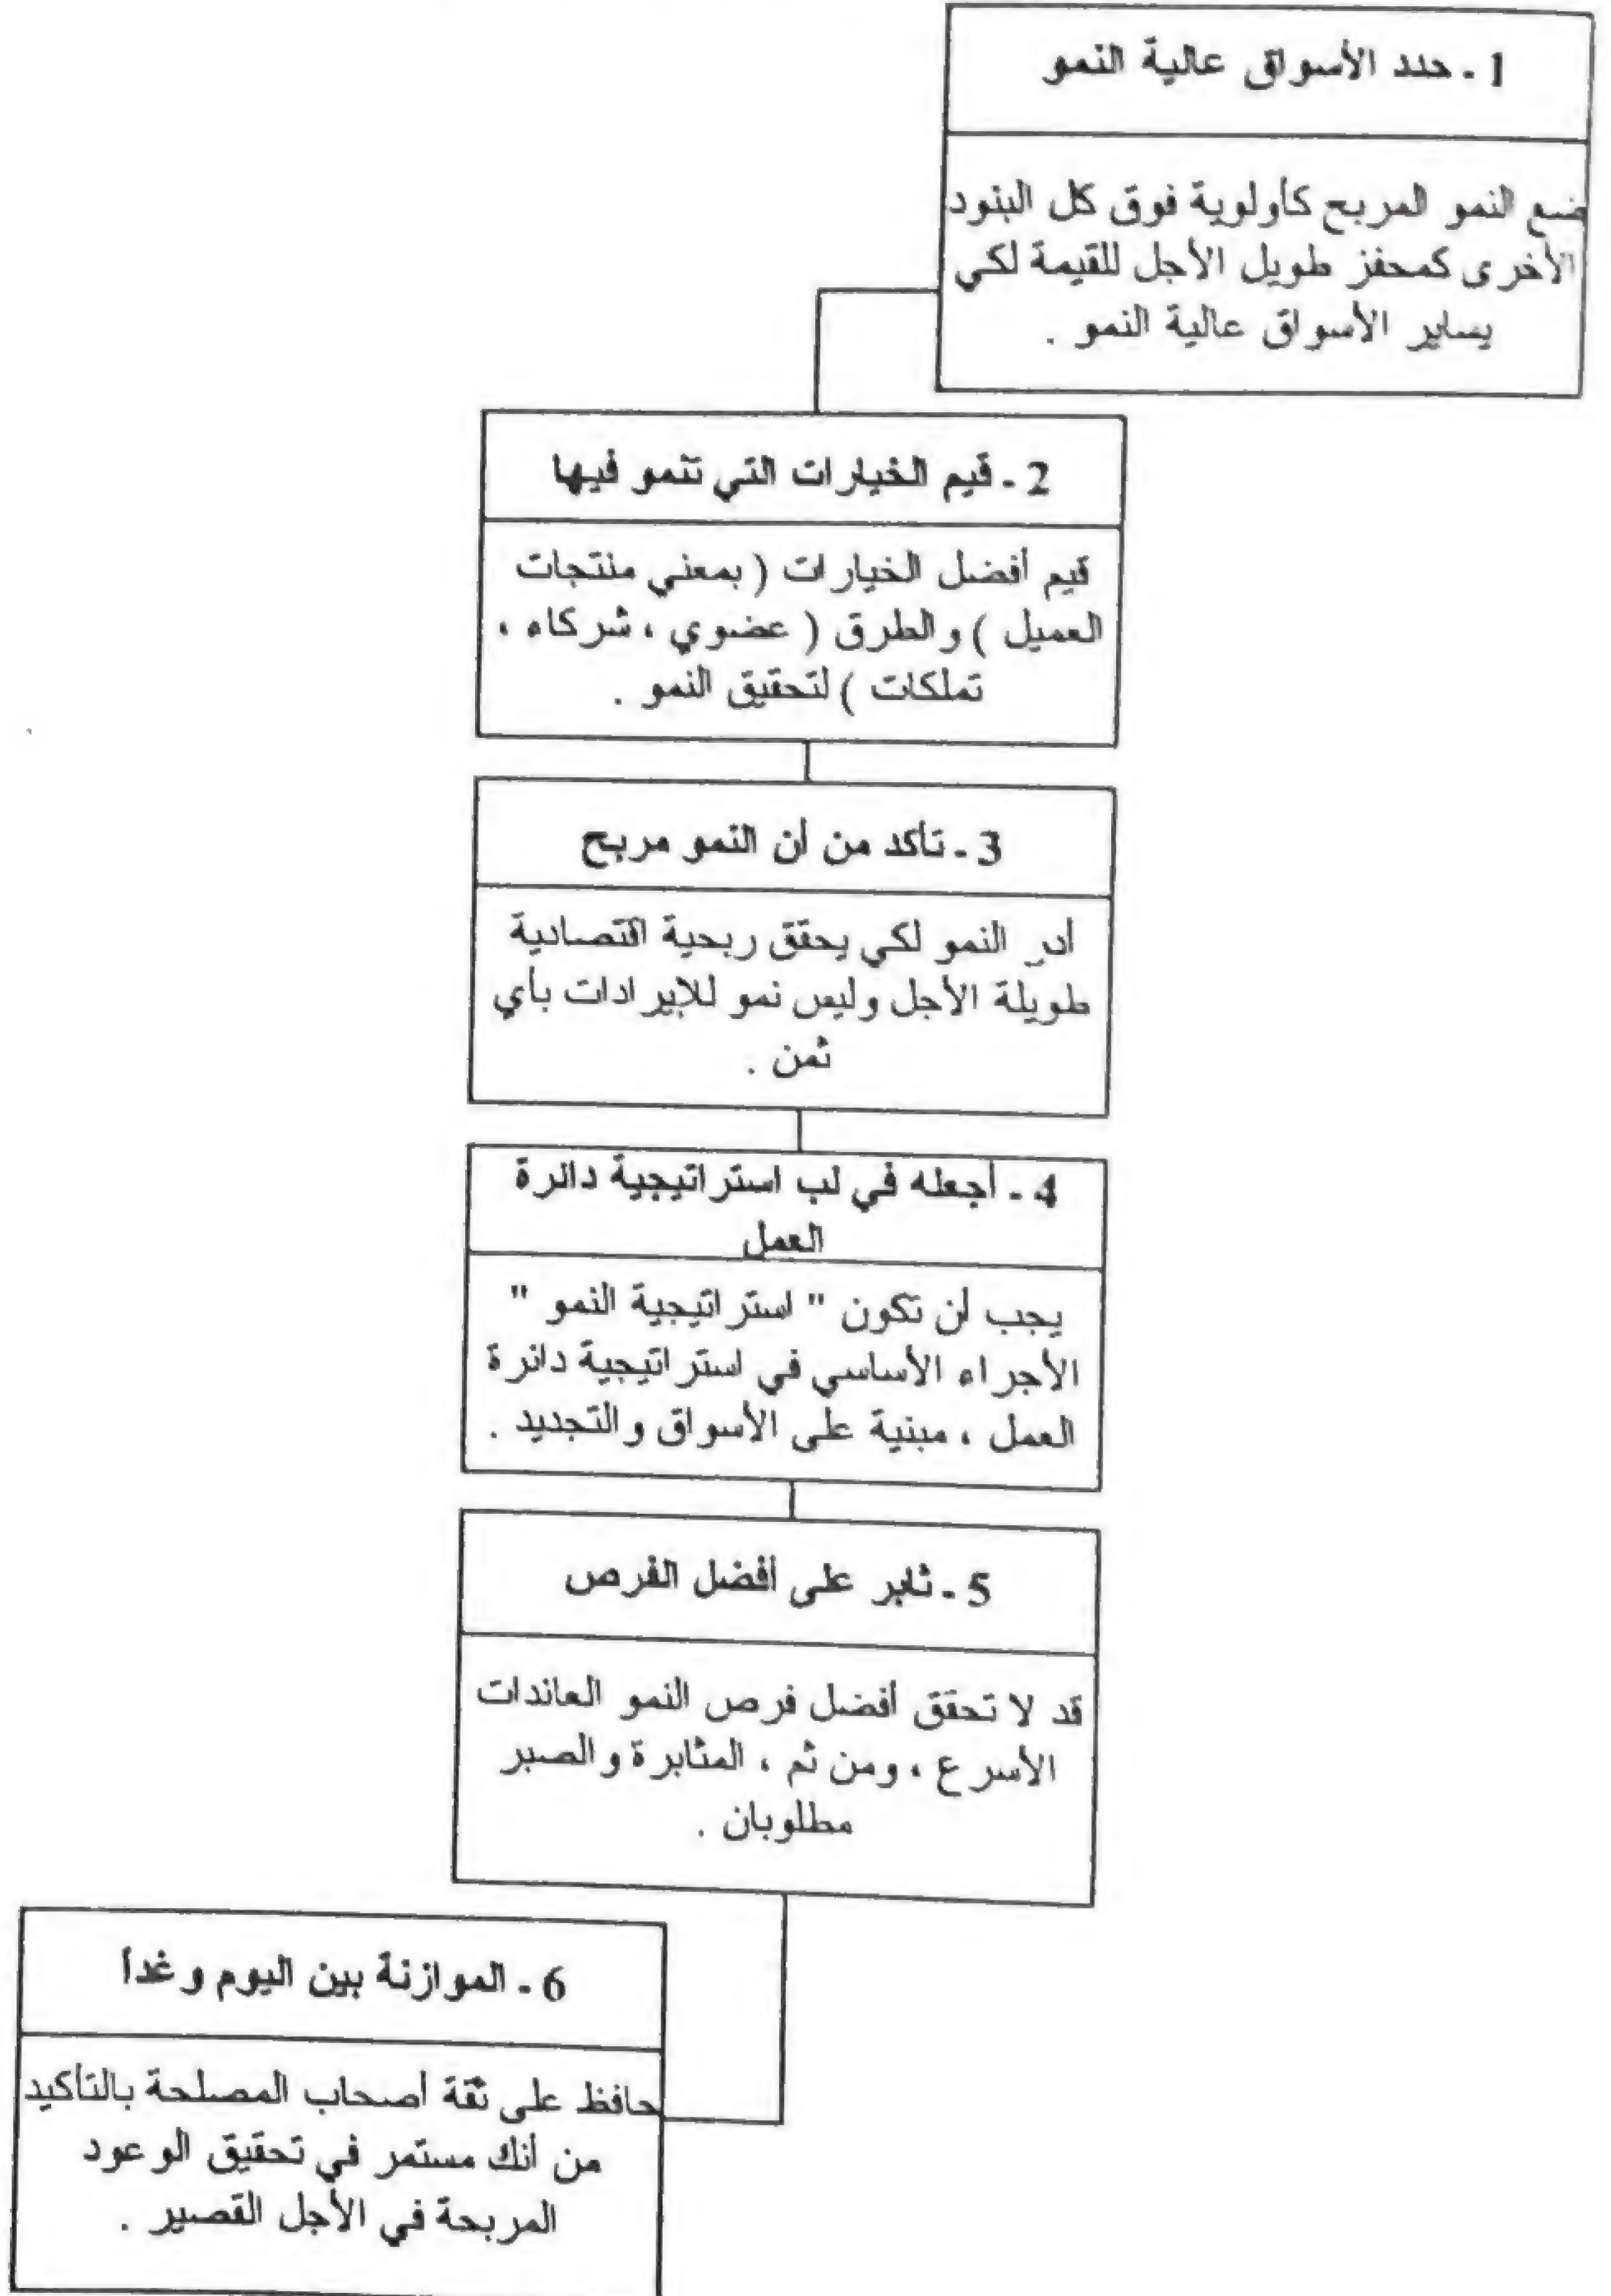 1 - حدد الأسواق عالية النمو
ضع النمو المربح كأولوية فوق كل البنود
الأخرى كمحفز طويل الأجل للقيمة لكي
يساير الأسواق عالية النمو .
2 - قيم الخيارات التي تنمو فيها
قيم أفضل الخيارات ( بمعني منتجات
العميل ) والطرق ( عضوي ، شركاء ،
تملكات ) لتحقيق النمو .
3 - تأكد من أن النمو مربح
أدر النمو لكي يحقق ربحية اقتصادية
طويلة الأجل وليس نمو للإيرادات بأي
ثمن .
4 - أجعله في لب استراتيجية دائرة
العمل
يجب أن تكون " استراتيجية النمو "
الأجراء الأساسي في استراتيجية دائرة
العمل ، مبنية على الأسواق والتجديد .
5 - ثابر على أفضل الفرص
قد لا تحقق أفضل فرص النمو العائدات
الأسرع ، ومن ثم ، المثابرة والصبر
مطلوبان .
6 - الموازنة بين اليوم وغداً
حافظ على ثقة أصحاب المصلحة بالتأكيد
من أنك مستمر في تحقيق الوعود
المربحة في الأجل القصير .